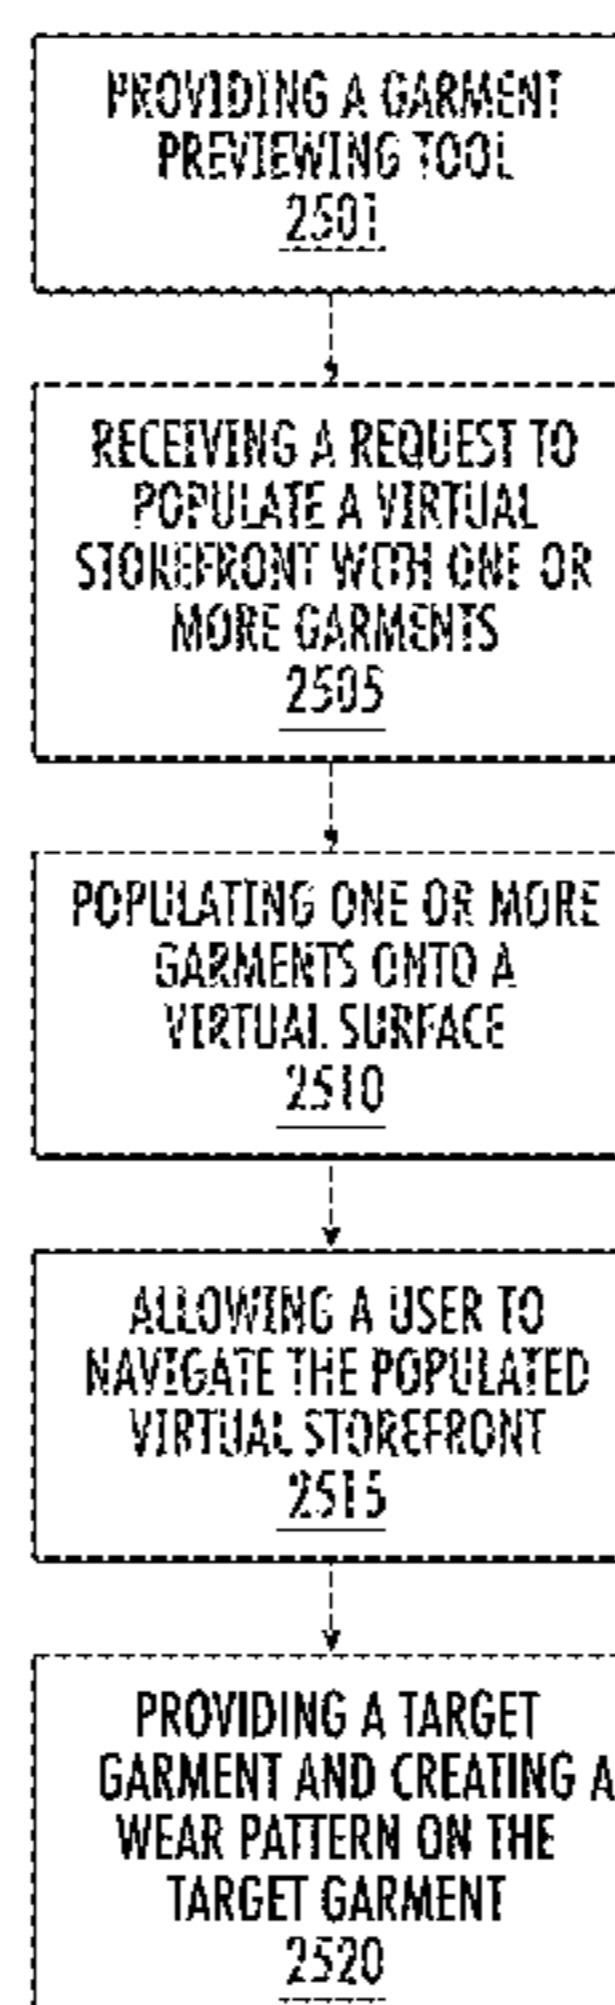 PROVIDING A GARMENT
PREVIEWING TOOL
2501
RECEIVING A REQUEST TO
POPULATE A VIRTUAL
STOREFRONT WITH ONE OR
MORE GARMENTS
2505
POPULATING ONE OR MORE
GARMENTS ONTO A
VIRTUAL SURFACE
2510
ALLOWING A USER TO
NAVIGATE THE POPULATED
VIRTUAL STOREFRONT
2515
PROVIDING A TARGET
GARMENT AND CREATING A
WEAR PATTERN ON THE
TARGET GARMENT
2520